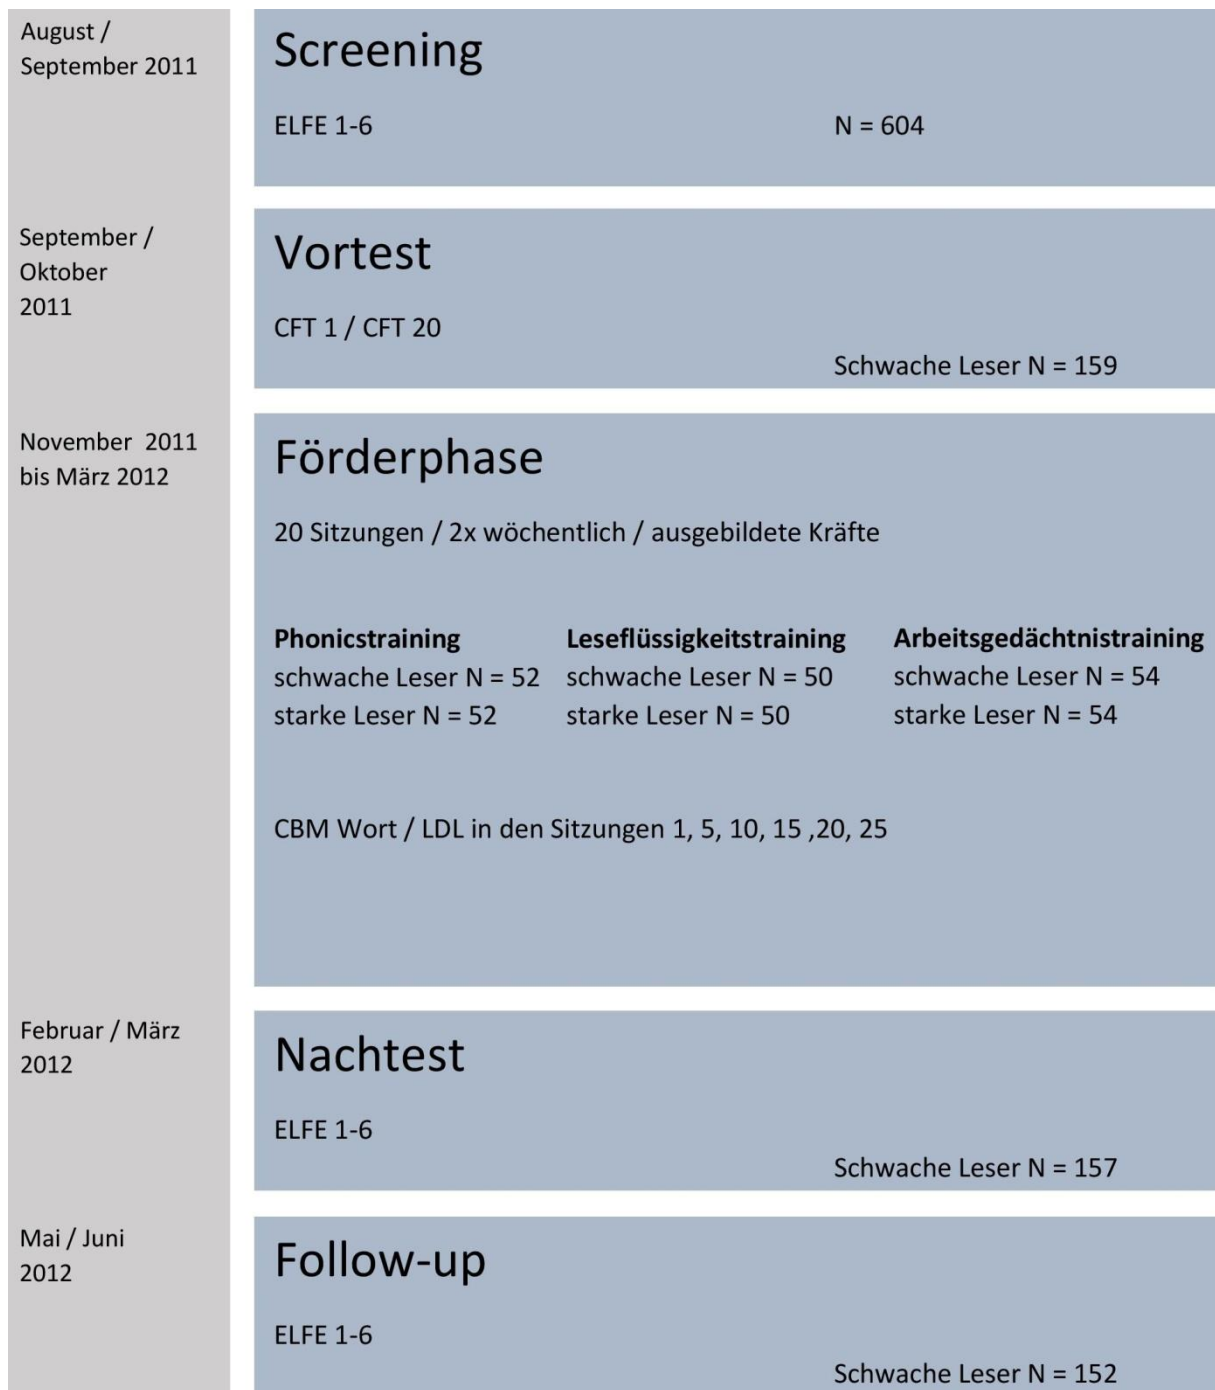 August /
September 2011
Screening
ELFE 1-6 N = 604
September /
Oktober
2011
Vortest
CFT 1 / CFT 20
Schwache Leser N = 159
November 2011
bis März 2012
Förderphase
20 Sitzungen / 2x wöchentlich / ausgebildete Kräfte
Phonicstraining Leseflüssigkeitstraining Arbeitsgedächtnistraining
schwache Leser N = 52 schwache Leser N = 50 schwache Leser N = 54
starke Leser N = 52 starke Leser N = 50 starke Leser N = 54
CBM Wort / LDL in den Sitzungen 1, 5, 10, 15 ,20, 25
Februar / März
2012
Nachtest
ELFE 1-6
Schwache Leser N = 157
Mai / Juni
2012
Follow-up
ELFE 1-6
Schwache Leser N = 152